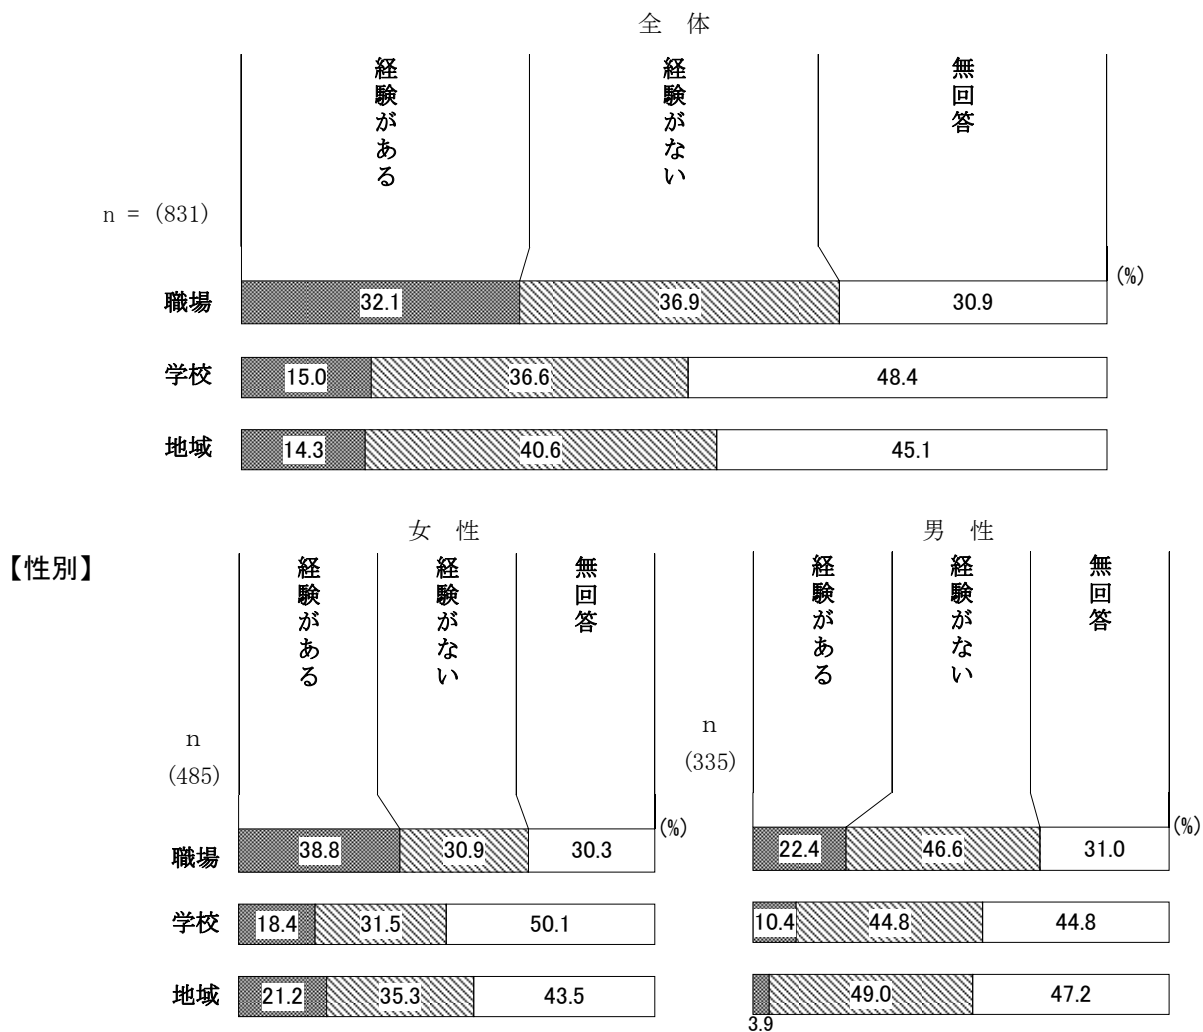 全 体
経験がある
経験がない
無回答
n = (831)
(%)
職場 32.1 36.9 30.9
学校 15.0 36.6 48.4
地域 14.3 40.6 45.1
【性別】
女 性
経験がある
経験がない
無回答
n
(485)
(%)
職場 38.8 30.9 30.3
学校 18.4 31.5 50.1
地域 21.2 35.3 43.5
男 性
経験がある
経験がない
無回答
n
(335)
(%)
22.4 46.6 31.0
10.4 44.8 44.8
3.9 49.0 47.2